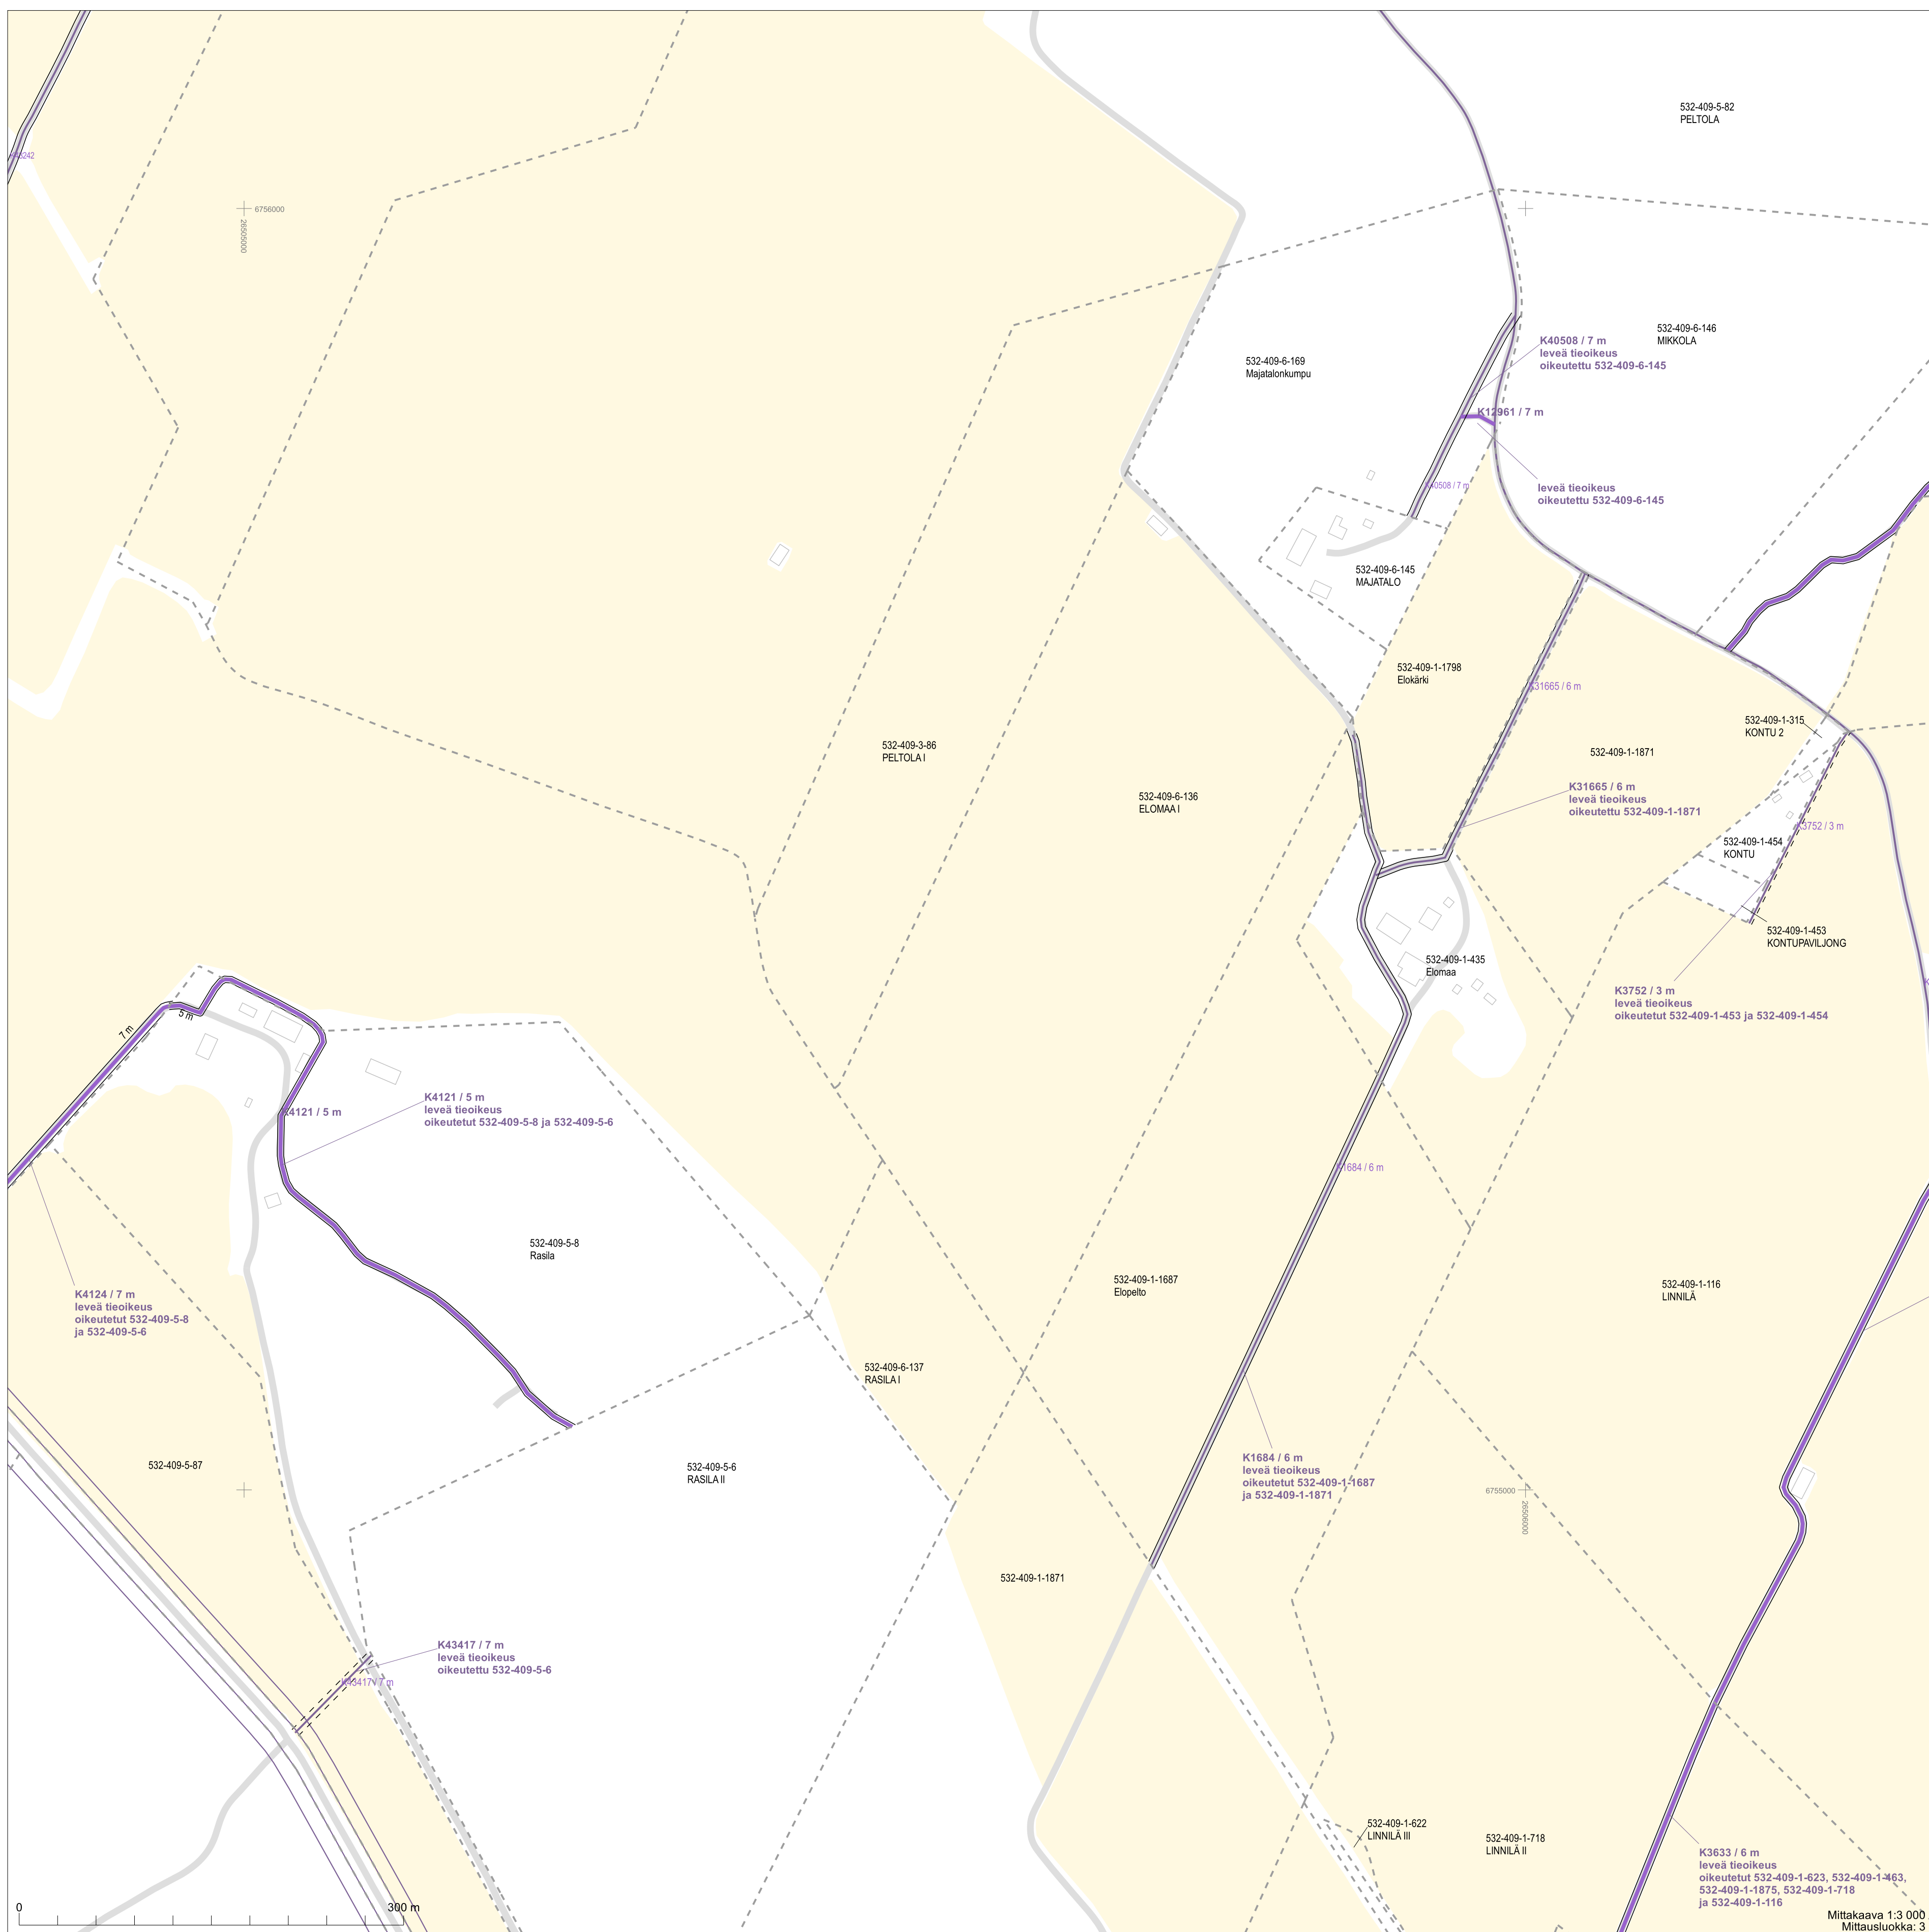 532-409-5-82
PELTOLA
6756000
26505000
532-409-6-146
MIKKOLA
K40508 / 7 m
leveä tieoikeus
oikeutettu 532-409-6-145
532-409-6-169
Majatalonkumpu
K12961 / 7 m
K40508 / 7 m
leveä tieoikeus
oikeutettu 532-409-6-145
532-409-6-145
MAJATALO
532-409-1-1798
Elokärki
K31665 / 6 m
532-409-1-315
KONTU 2
532-409-3-86
PELTOLA I
532-409-1-1871
K31665 / 6 m
leveä tieoikeus
oikeutettu 532-409-1-1871
532-409-6-136
ELOMAA I
K3752 / 3 m
532-409-1-454
KONTU
532-409-1-453
KONTUPAVILJONG
532-409-1-435
Elomaa
K3752 / 3 m
leveä tieoikeus
oikeutetut 532-409-1-453 ja 532-409-1-454
7 m
5 m
K4121 / 5 m
K4121 / 5 m
leveä tieoikeus
oikeutetut 532-409-5-8 ja 532-409-5-6
K1684 / 6 m
532-409-5-8
Rasila
532-409-1-1687
Elopelto
532-409-1-116
LINNILÄ
K4124 / 7 m
leveä tieoikeus
oikeutetut 532-409-5-8
ja 532-409-5-6
532-409-6-137
RASILA I
532-409-5-87
532-409-5-6
RASILA II
K1684 / 6 m
leveä tieoikeus
oikeutetut 532-409-1-1687
ja 532-409-1-1871
6755000
26506000
532-409-1-1871
K43417 / 7 m
leveä tieoikeus
oikeutettu 532-409-5-6
K43417 / 7 m
532-409-1-622
LINNILÄ III
532-409-1-718
LINNILÄ II
K3633 / 6 m
leveä tieoikeus
oikeutetut 532-409-1-623, 532-409-1-463,
532-409-1-1875, 532-409-1-718
ja 532-409-1-116
0
300 m
Mittakaava 1:3 000
Mittausluokka: 3